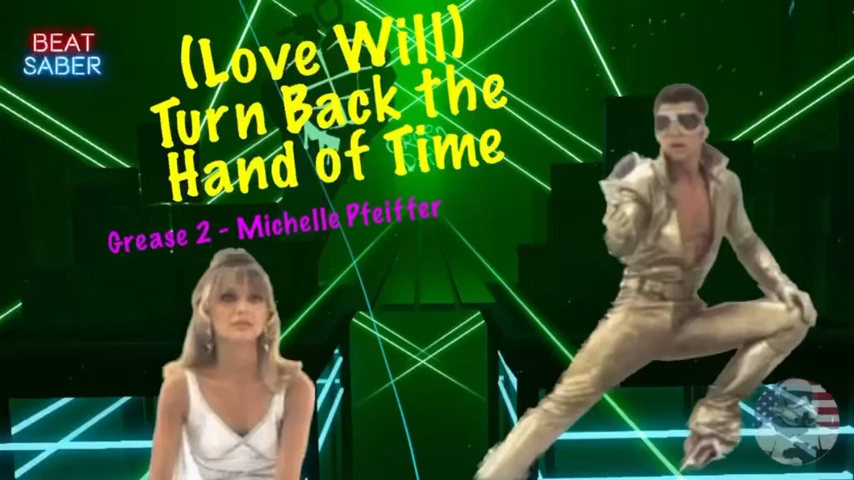 BEAT
SABER
(Love Will)
Turn Back the
Hand of Time
Grease 2 - Michelle Pfeiffer